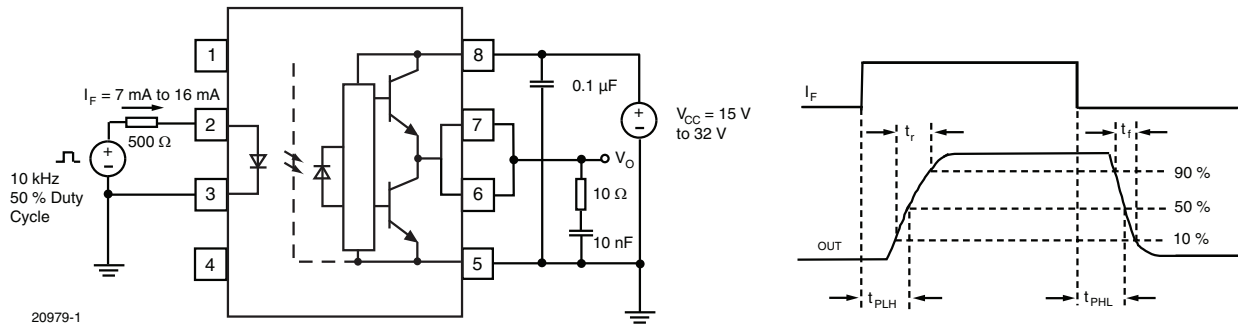 1
8
0.1 µF
I_F = 7 mA to 16 mA
2
500 Ω
+
-
10 kHz
50 % Duty
Cycle
3
4
7
6
5
V_O
10 Ω
10 nF
+
-
V_CC = 15 V
to 32 V
20979-1
I_F
t_r
t_f
90 %
50 %
10 %
OUT
t_PLH
t_PHL